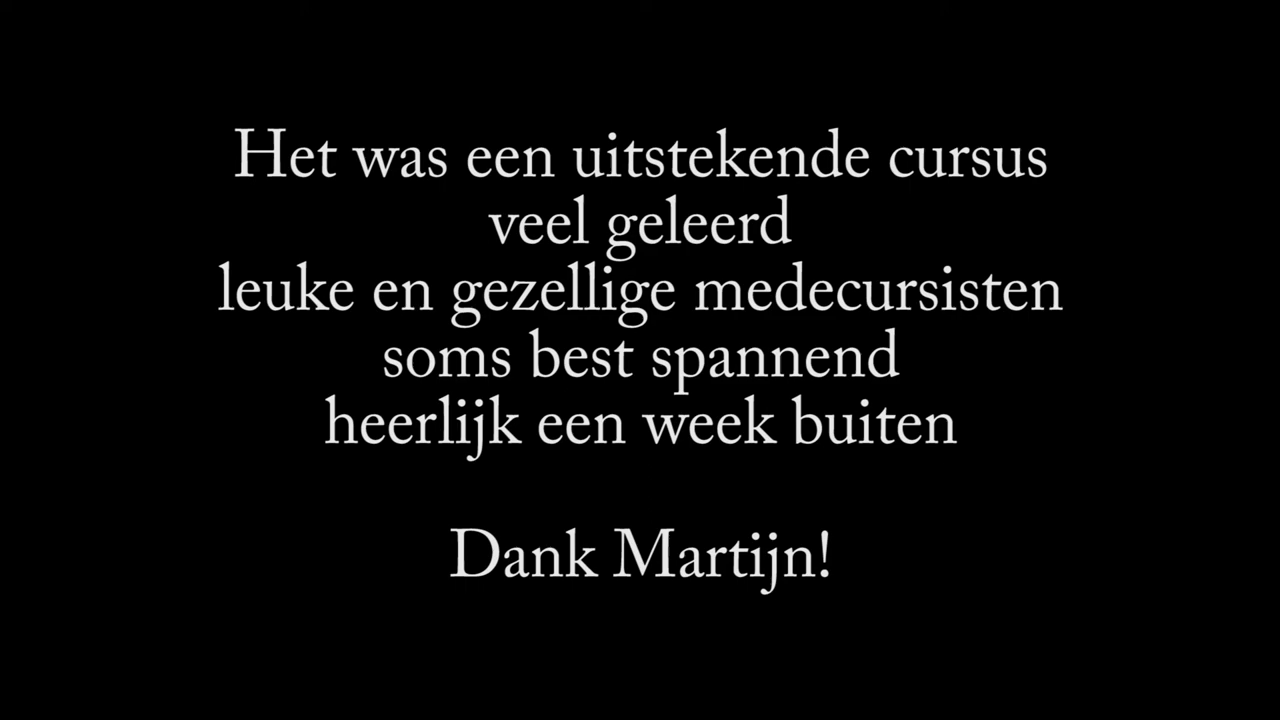 Het was een uitstekende cursus
veel geleerd
leuke en gezellige medecursisten
soms best spannend
heerlijk een week buiten
Dank Martijn!